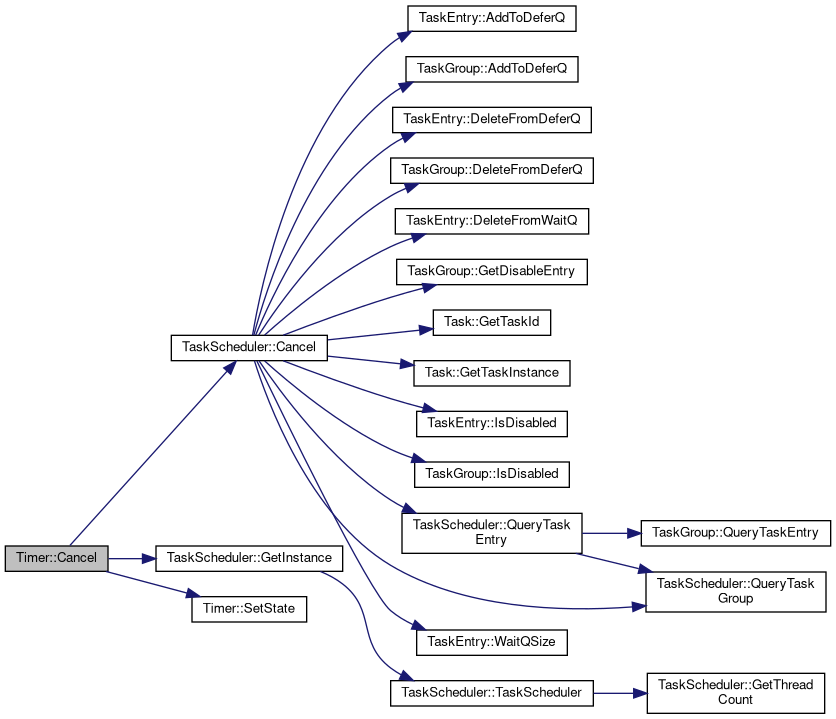 TaskEntry::AddToDeferQ
TaskGroup::AddToDeferQ
TaskEntry::DeleteFromDeferQ
TaskGroup::DeleteFromDeferQ
TaskEntry::DeleteFromWaitQ
TaskGroup::GetDisableEntry
Task::GetTaskId
TaskScheduler::Cancel
Task::GetTaskInstance
TaskEntry::IsDisabled
TaskGroup::IsDisabled
TaskScheduler::QueryTask
Entry
TaskGroup::QueryTaskEntry
Timer::Cancel
TaskScheduler::GetInstance
TaskScheduler::QueryTask
Group
Timer::SetState
TaskEntry::WaitQSize
TaskScheduler::TaskScheduler
TaskScheduler::GetThread
Count